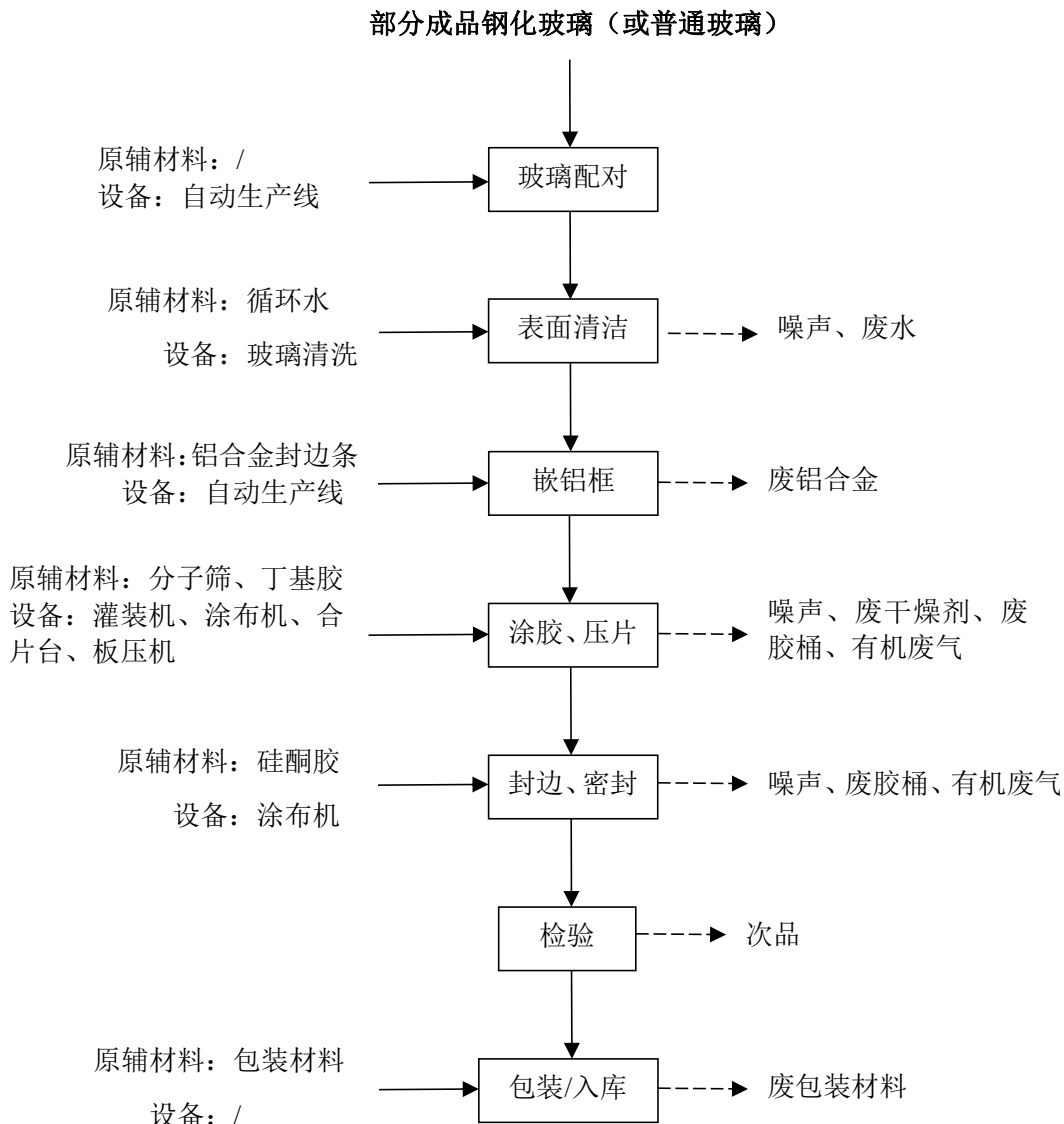 部分成品钢化玻璃（或普通玻璃）
原辅材料：/
设备：自动生产线
玻璃配对
原辅材料：循环水
设备：玻璃清洗
表面清洁
噪声、废水
原辅材料:铝合金封边条
设备：自动生产线
嵌铝框
废铝合金
原辅材料：分子筛、丁基胶
设备：灌装机、涂布机、合
片台、板压机
涂胶、压片
噪声、废干燥剂、废
胶桶、有机废气
原辅材料：硅酮胶
设备：涂布机
封边、密封
噪声、废胶桶、有机废气
检验
次品
原辅材料：包装材料
设备：/
包装/入库
废包装材料